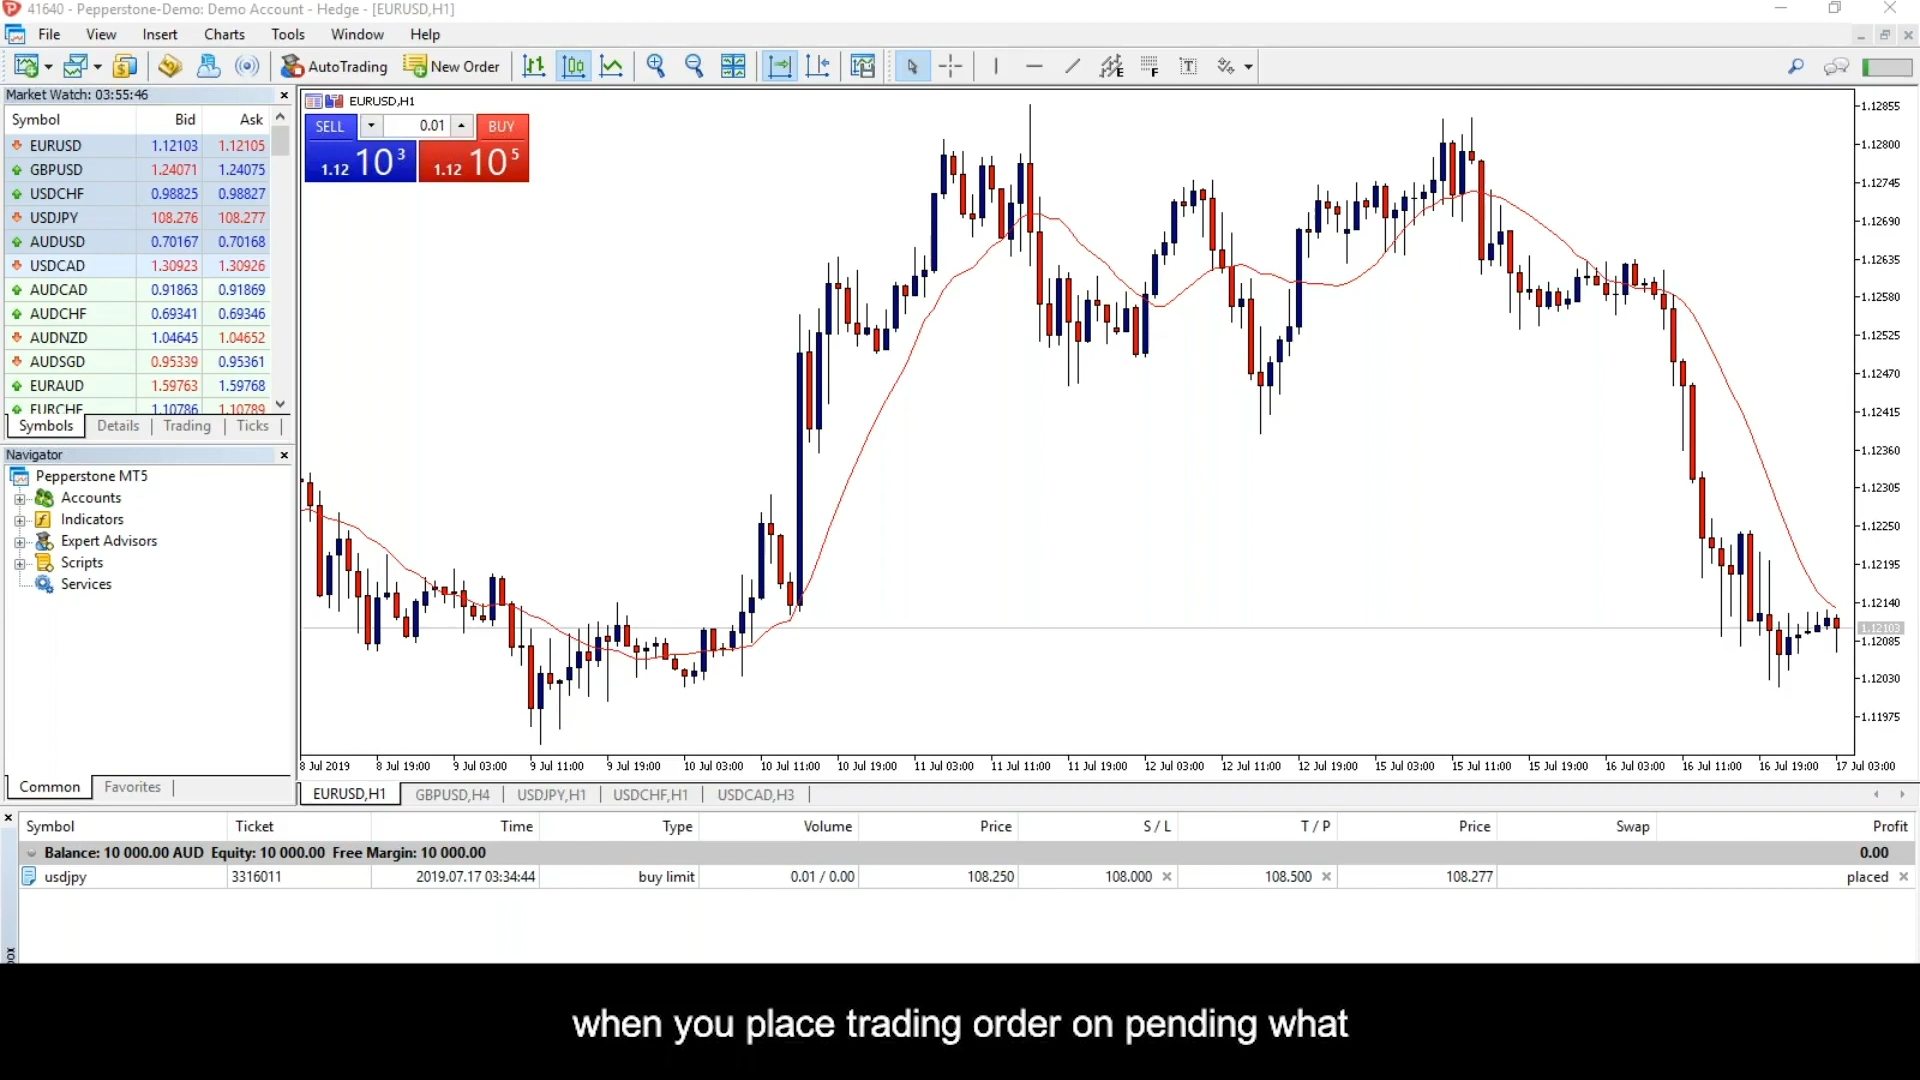 41640 - Pepperstone-Demo: Demo Account - Hedge - [EURUSD,H1]
File View Insert Charts Tools Window Help
AutoTrading New Order
Market Watch: 03:55:46
Symbol Bid Ask
EURUSD 1.12103 1.12105
GBPUSD 1.24071 1.24075
USDCHF 0.98825 0.98827
USDJPY 108.276 108.277
AUDUSD 0.70167 0.70168
USDCAD 1.30923 1.30926
AUDCAD 0.91863 0.91869
AUDCHF 0.69341 0.69346
AUDNZD 1.04645 1.04652
AUDSGD 0.95339 0.95361
EURAUD 1.59763 1.59768
EURCHF 1.10786 1.10789
Symbols Details Trading Ticks
Navigator
Pepperstone MT5
Accounts
Indicators
Expert Advisors
Scripts
Services
Common Favorites
EURUSD,H1
SELL 0.01 BUY
1.12 10 3 1.12 10 5
1.12855
1.12800
1.12745
1.12690
1.12635
1.12580
1.12525
1.12470
1.12415
1.12360
1.12305
1.12250
1.12195
1.12140
1.12103
1.12085
1.12030
1.11975
8 Jul 2019 8 Jul 19:00 9 Jul 03:00 9 Jul 11:00 9 Jul 19:00 10 Jul 03:00 10 Jul 11:00 10 Jul 19:00 11 Jul 03:00 11 Jul 11:00 11 Jul 19:00 12 Jul 03:00 12 Jul 11:00 12 Jul 19:00 15 Jul 03:00 15 Jul 11:00 15 Jul 19:00 16 Jul 03:00 16 Jul 11:00 16 Jul 19:00 17 Jul 03:00
EURUSD,H1 GBPUSD,H4 USDJPY,H1 USDCHF,H1 USDCAD,H3
Symbol Ticket Time Type Volume Price S / L T / P Price Swap Profit
Balance: 10 000.00 AUD Equity: 10 000.00 Free Margin: 10 000.00 0.00
usdjpy 3316011 2019.07.17 03:34:44 buy limit 0.01 / 0.00 108.250 108.000 108.500 108.277 placed
when you place trading order on pending what